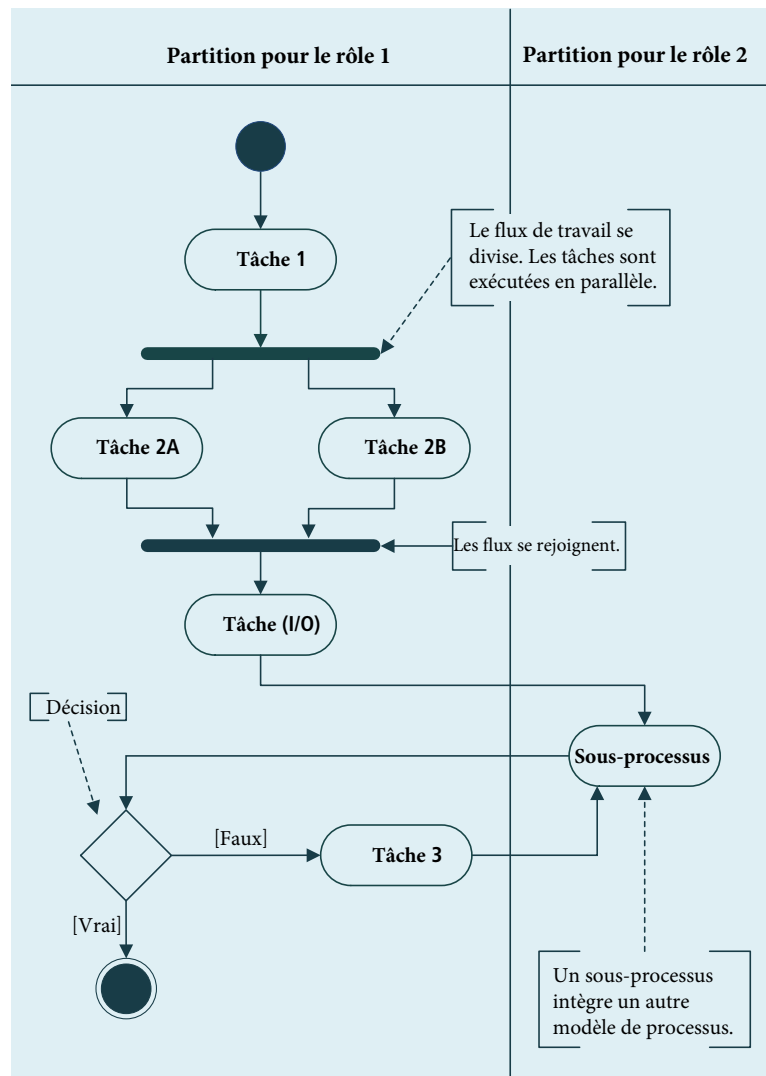 Partition pour le rôle 1
Partition pour le rôle 2
Tâche 1
Le flux de travail se
divise. Les tâches sont
exécutées en parallèle.
Tâche 2A
Tâche 2B
Les flux se rejoignent.
Tâche (I/O)
Décision
Sous-processus
[Faux]
Tâche 3
[Vrai]
Un sous-processus
intègre un autre
modèle de processus.